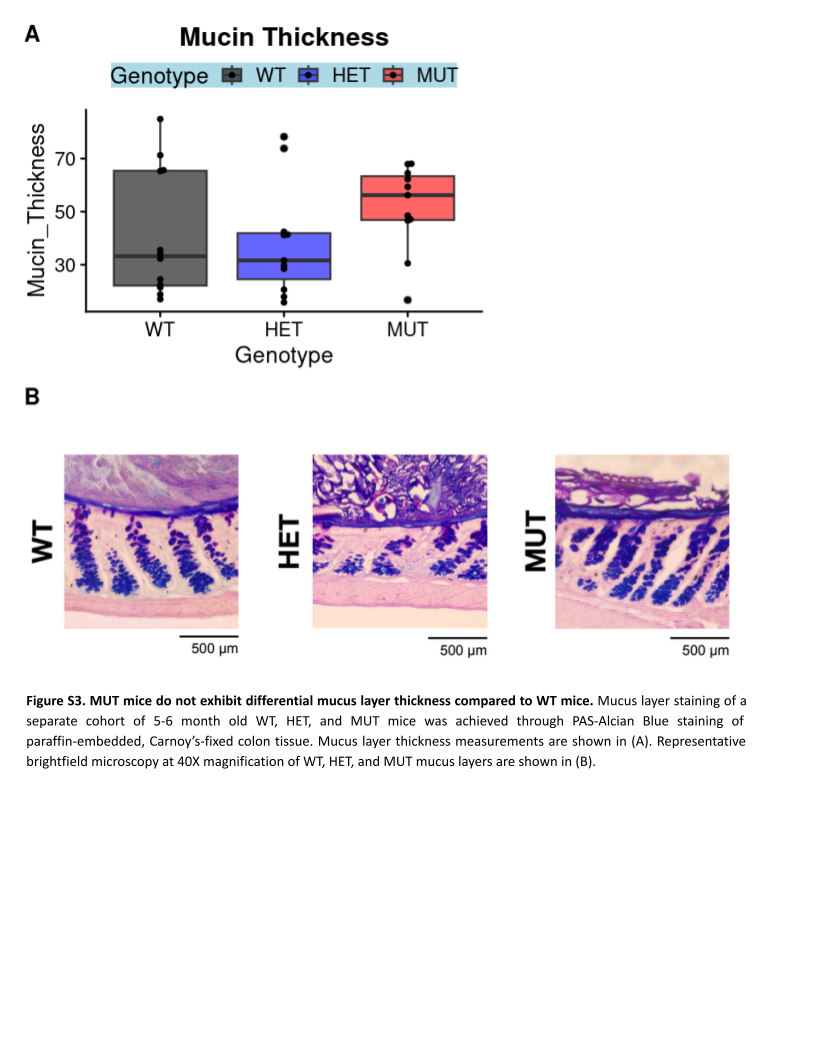 A
Mucin Thickness
Genotype WT HET MUT
Mucin_Thickness
70
50
30
WT HET MUT
Genotype
B
WT
HET
MUT
500 µm
500 µm
500 µm
Figure S3. MUT mice do not exhibit differential mucus layer thickness compared to WT mice. Mucus layer staining of a
separate cohort of 5-6 month old WT, HET, and MUT mice was achieved through PAS-Alcian Blue staining of
paraffin-embedded, Carnoy’s-fixed colon tissue. Mucus layer thickness measurements are shown in (A). Representative
brightfield microscopy at 40X magnification of WT, HET, and MUT mucus layers are shown in (B).